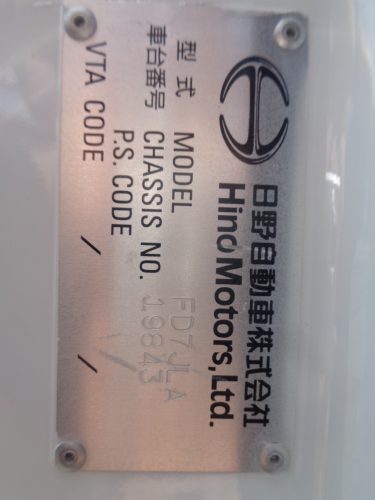 日野自動車株式会社
Hino Motors, Ltd.
型式 MODEL FD7JLA
車台番号 CHASSIS NO. 19843
P.S. CODE
VTA CODE / /